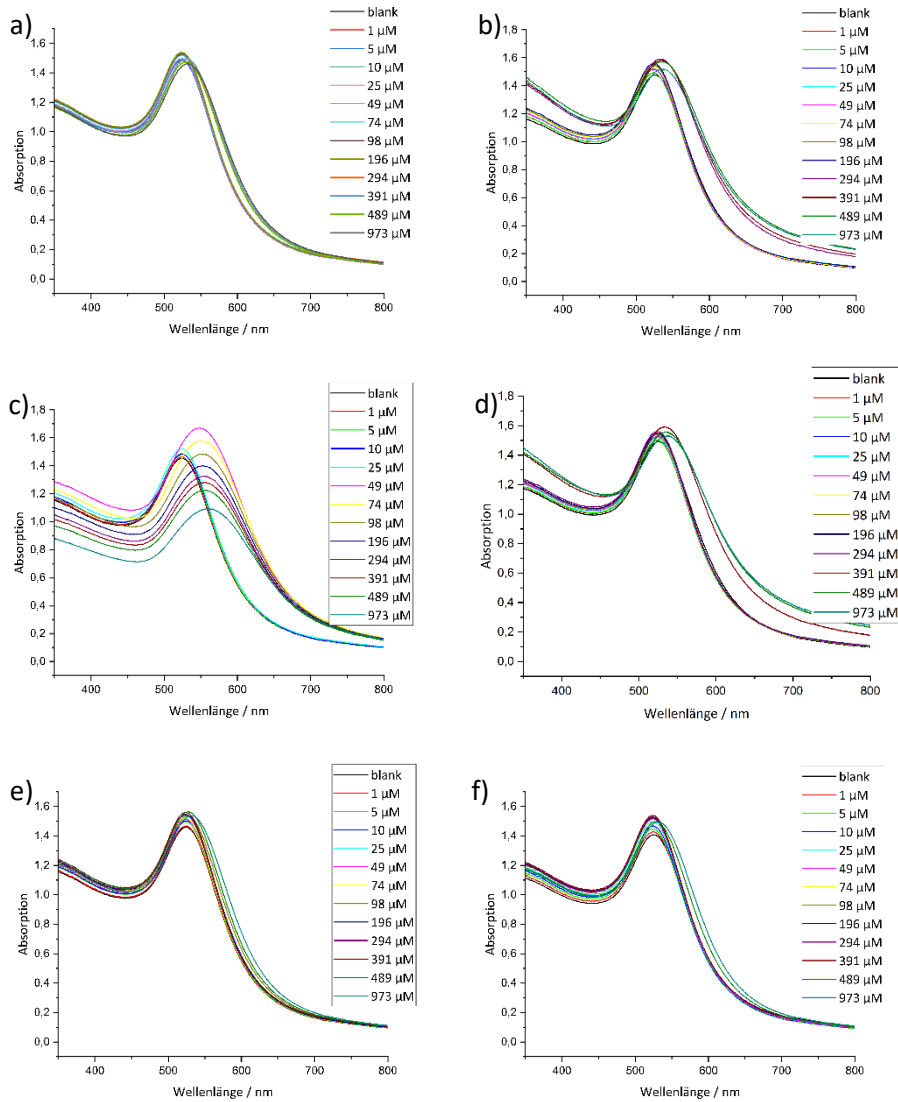 a)
1,6
1,4
1,2
1,0
0,8
0,6
0,4
0,2
0,0
Absorption
400
500
600
700
800
Wellenlänge / nm
blank
1 µM
5 µM
10 µM
25 µM
49 µM
74 µM
98 µM
196 µM
294 µM
391 µM
489 µM
973 µM
b)
1,8
1,6
1,4
1,2
1,0
0,8
0,6
0,4
0,2
0,0
Absorption
400
500
600
700
800
Wellenlänge / nm
blank
1 µM
5 µM
10 µM
25 µM
49 µM
74 µM
98 µM
196 µM
294 µM
391 µM
489 µM
973 µM
c)
1,8
1,6
1,4
1,2
1,0
0,8
0,6
0,4
0,2
0,0
Absorption
400
500
600
700
800
Wellenlänge / nm
blank
1 µM
5 µM
10 µM
25 µM
49 µM
74 µM
98 µM
196 µM
294 µM
391 µM
489 µM
973 µM
d)
1,8
1,6
1,4
1,2
1,0
0,8
0,6
0,4
0,2
0,0
Absorption
400
500
600
700
800
Wellenlänge / nm
blank
1 µM
5 µM
10 µM
25 µM
49 µM
74 µM
98 µM
196 µM
294 µM
391 µM
489 µM
973 µM
e)
1,8
1,6
1,4
1,2
1,0
0,8
0,6
0,4
0,2
0,0
Absorption
400
500
600
700
800
Wellenlänge / nm
blank
1 µM
5 µM
10 µM
25 µM
49 µM
74 µM
98 µM
196 µM
294 µM
391 µM
489 µM
973 µM
f)
1,6
1,4
1,2
1,0
0,8
0,6
0,4
0,2
0,0
Absorption
400
500
600
700
800
Wellenlänge / nm
blank
1 µM
5 µM
10 µM
25 µM
49 µM
74 µM
98 µM
196 µM
294 µM
391 µM
489 µM
973 µM